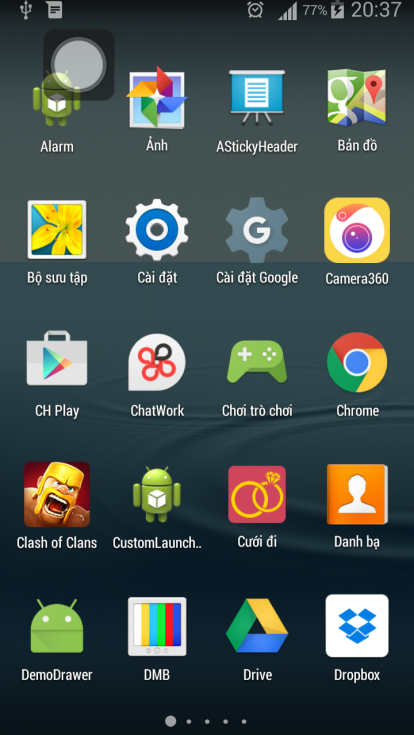 77% 20:37
Alarm
Ảnh
AStickyHeader
Bản đồ
Bộ sưu tập
Cài đặt
Cài đặt Google
Camera360
CH Play
ChatWork
Chơi trò chơi
Chrome
Clash of Clans
CustomLaunch..
Cưới đi
Danh bạ
DemoDrawer
DMB
Drive
Dropbox